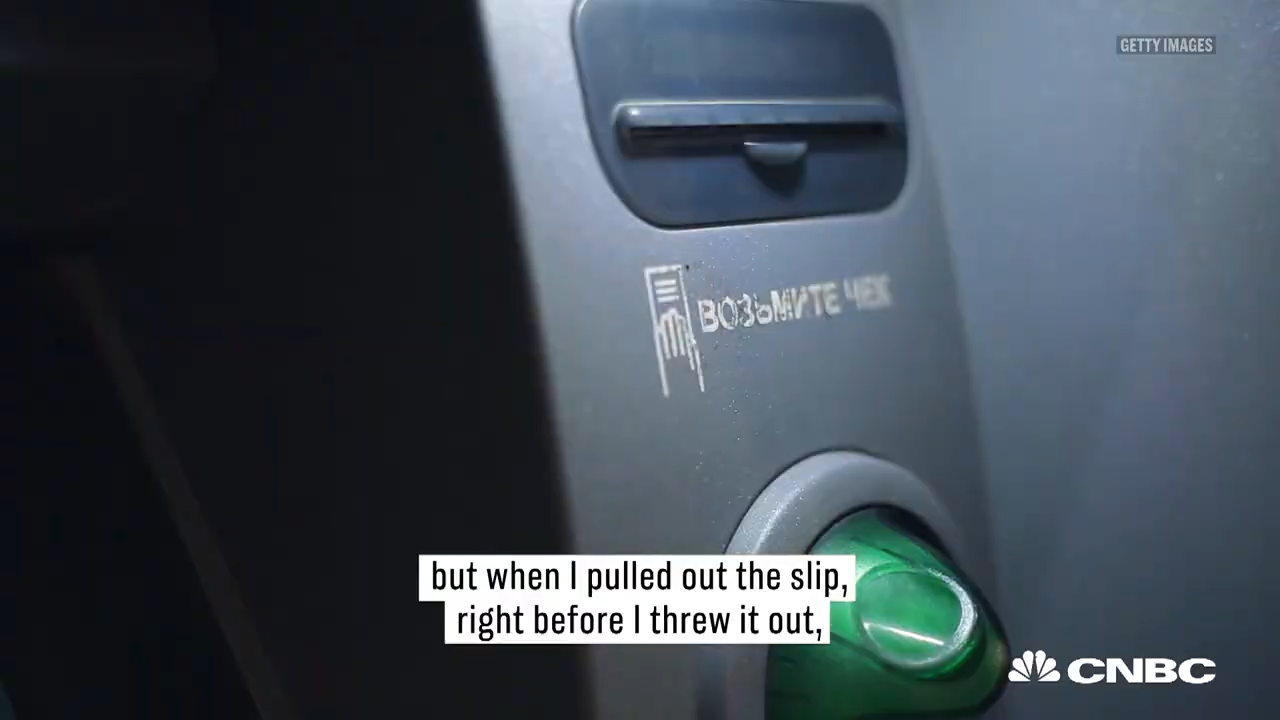 GETTY IMAGES
ВОЗЬМИТЕ ЧЕК
but when I pulled out the slip,
right before I threw it out,
CNBC